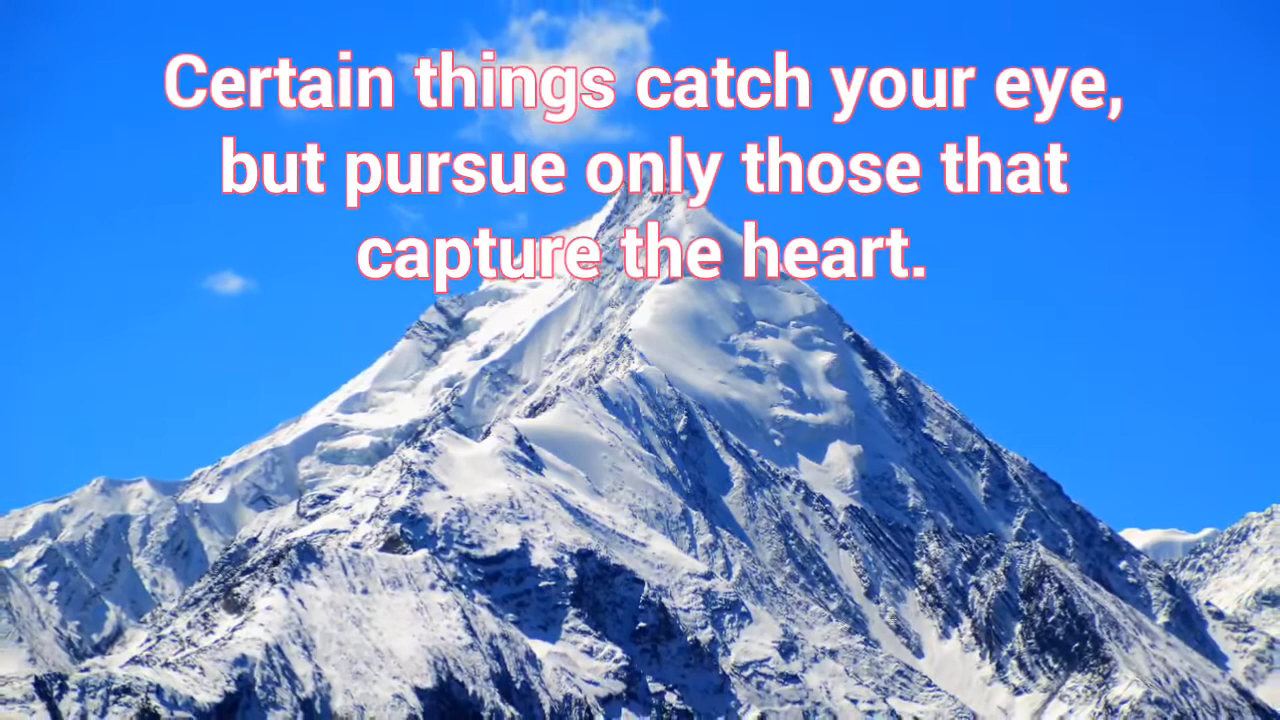 Certain things catch your eye,
but pursue only those that
capture the heart.